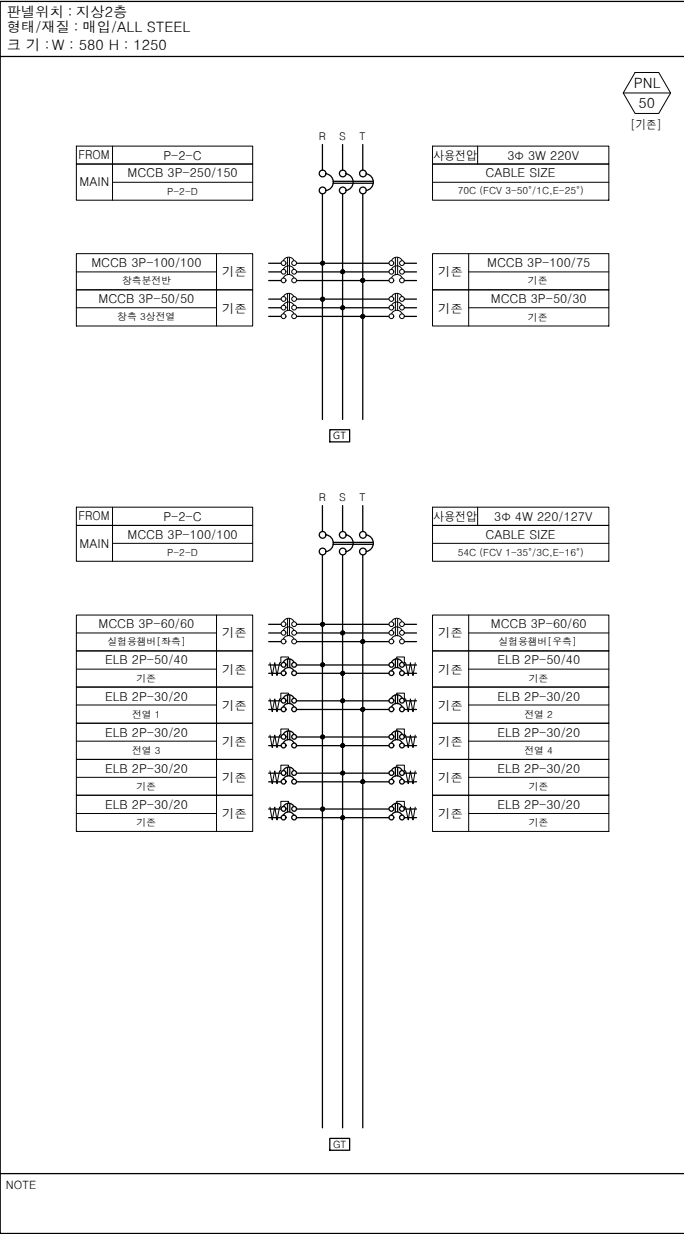 판넬위치 : 지상2층
형태/재질 : 매입/ALL STEEL
크 기 : W : 580 H : 1250
PNL
50
[기존]
R S T
FROM P-2-C
MAIN MCCB 3P-250/150
P-2-D
사용전압 3Φ 3W 220V
CABLE SIZE
70C (FCV 3-50°/1C,E-25°)
MCCB 3P-100/100 기존
창측분전반
MCCB 3P-50/50 기존
창측 3상전열
기존 MCCB 3P-100/75
기존
기존 MCCB 3P-50/30
기존
GT
R S T
FROM P-2-C
MAIN MCCB 3P-100/100
P-2-D
사용전압 3Φ 4W 220/127V
CABLE SIZE
54C (FCV 1-35°/3C,E-16°)
MCCB 3P-60/60 기존
실험용챔버[좌측]
ELB 2P-50/40 기존
기존
ELB 2P-30/20 기존
전열 1
ELB 2P-30/20 기존
전열 3
ELB 2P-30/20 기존
기존
ELB 2P-30/20 기존
기존
기존 MCCB 3P-60/60
실험용챔버[우측]
기존 ELB 2P-50/40
기존
기존 ELB 2P-30/20
전열 2
기존 ELB 2P-30/20
전열 4
기존 ELB 2P-30/20
기존
기존 ELB 2P-30/20
기존
GT
NOTE